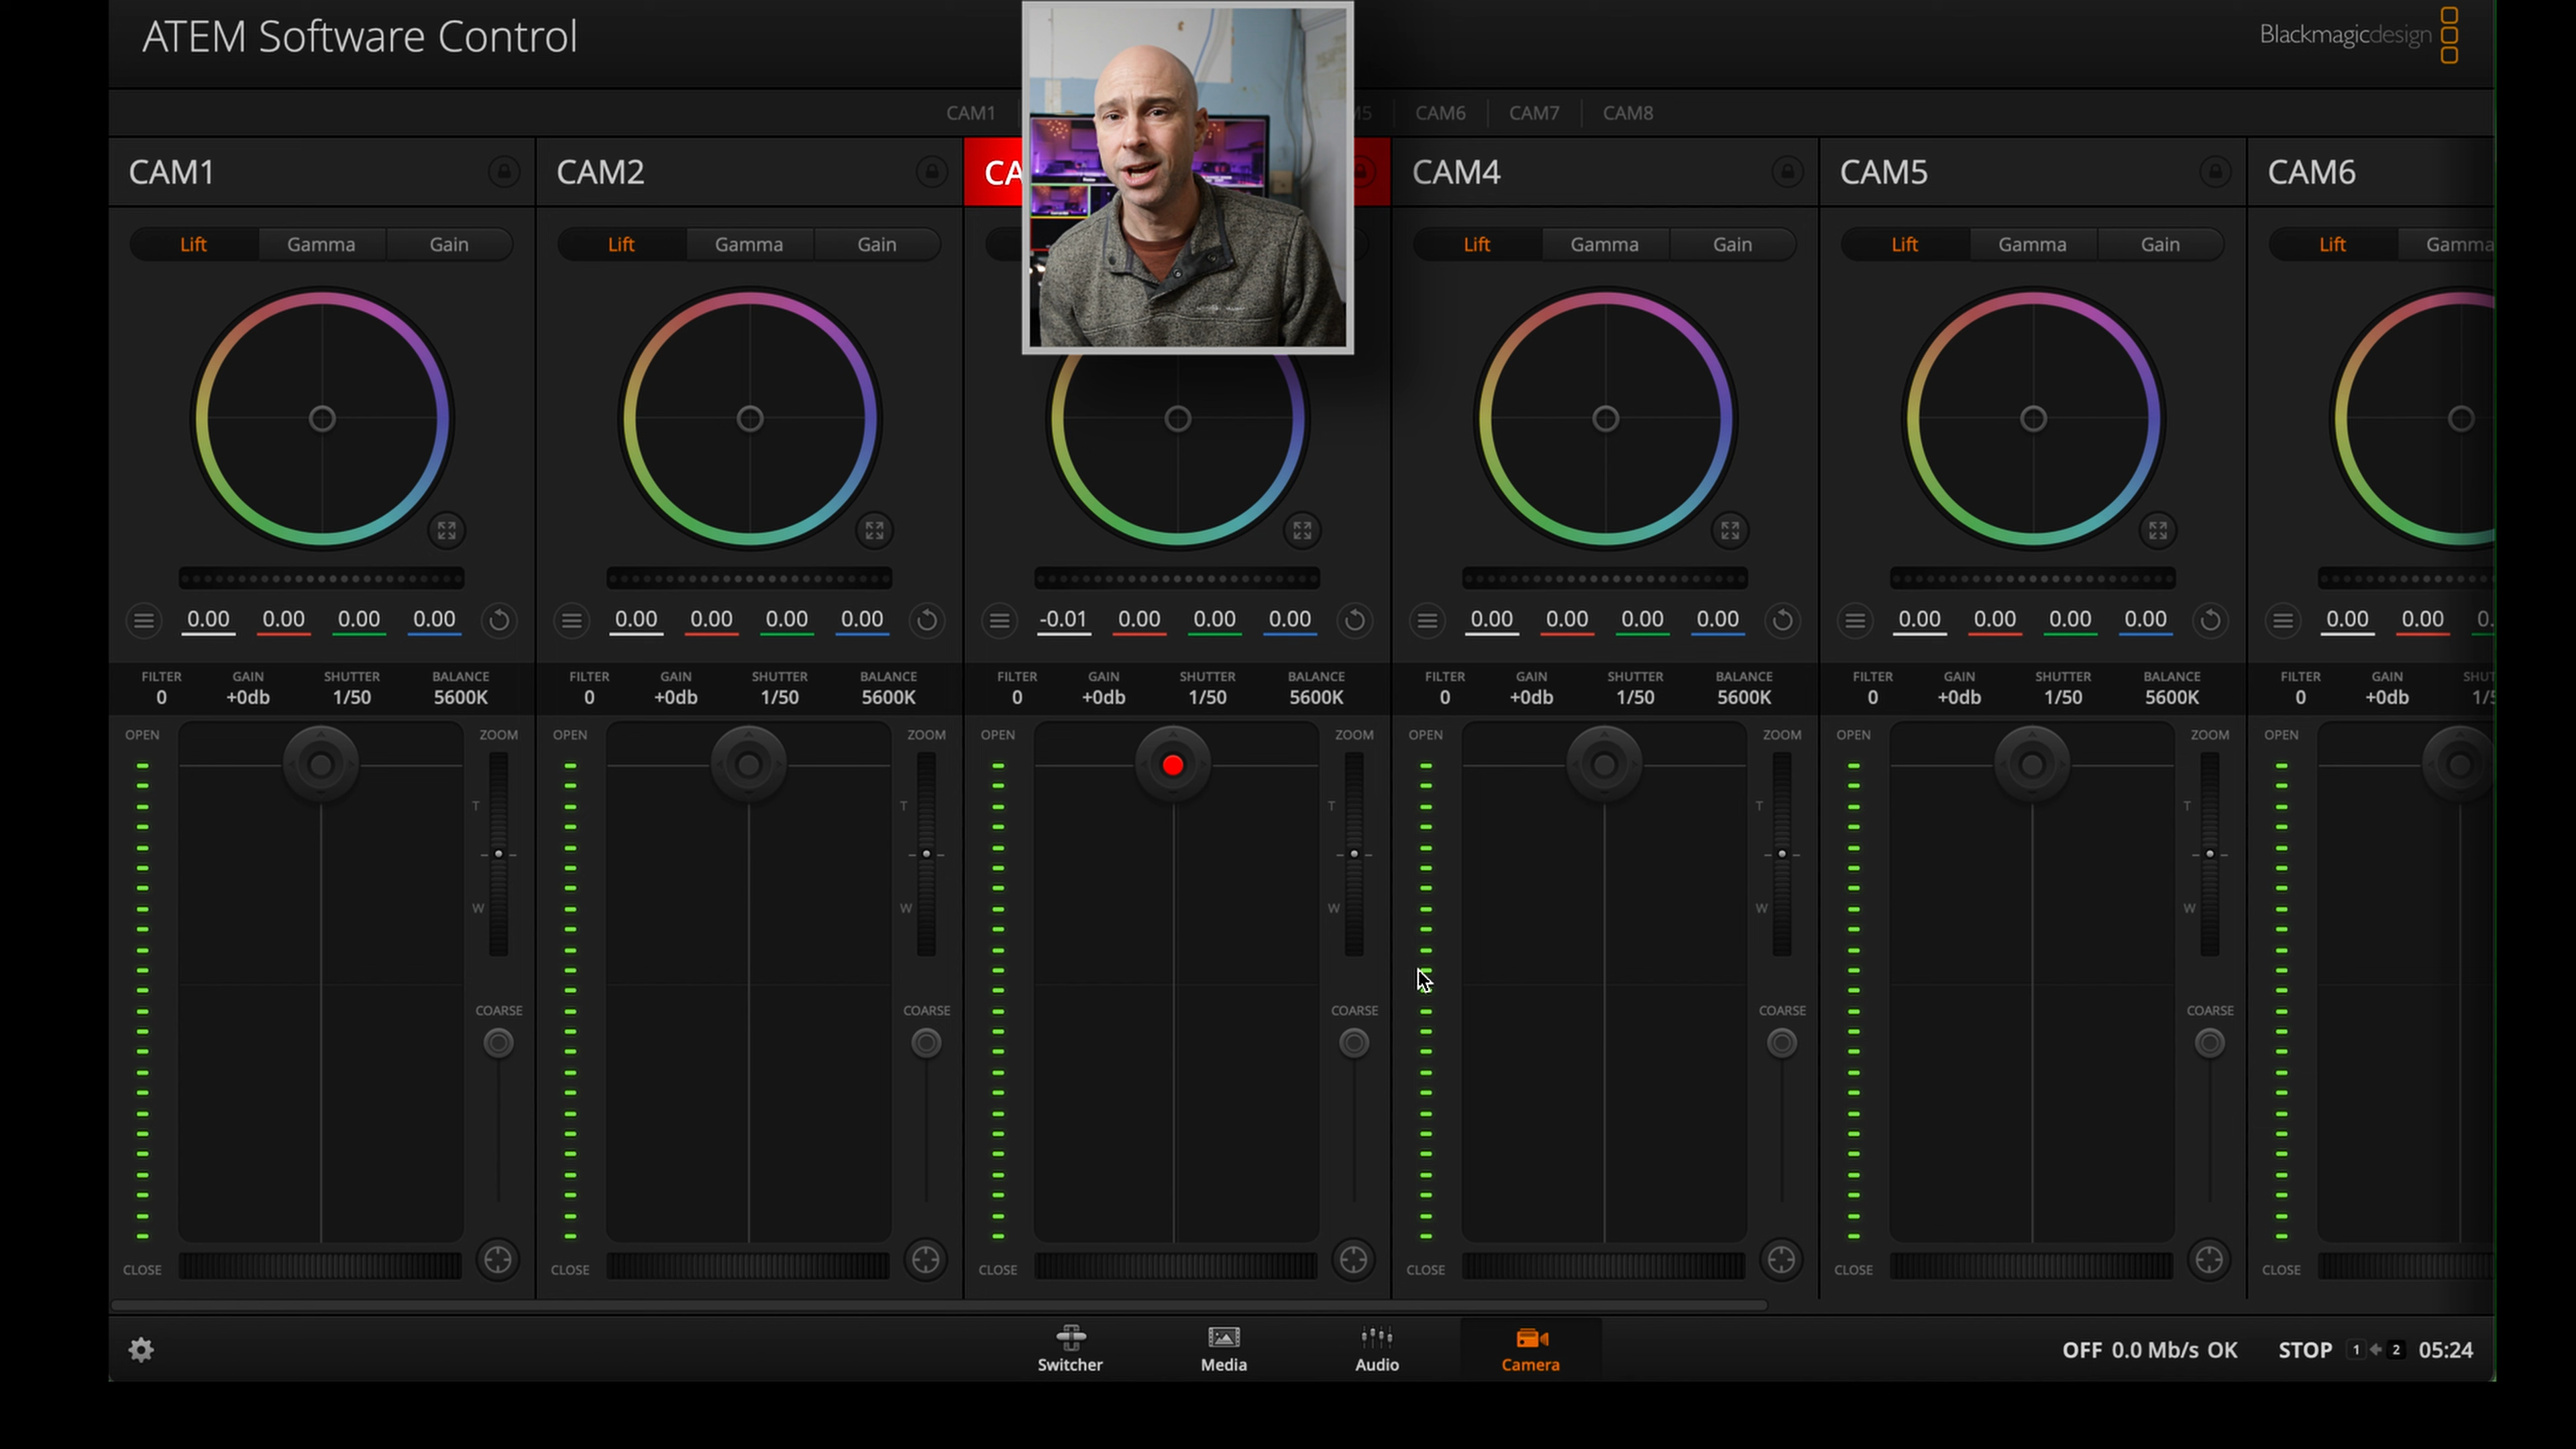 ATEM Software Control
Blackmagicdesign
CAM1 CAM6 CAM7 CAM8
CAM1 CAM2 CA CAM4 CAM5 CAM6
Lift Gamma Gain Lift Gamma Gain Lift Gamma Gain Lift Gamma Gain Lift Gamma
0.00 0.00 0.00 0.00 0.00 0.00 0.00 0.00 -0.01 0.00 0.00 0.00 0.00 0.00 0.00 0.00 0.00 0.00 0.00 0.00 0.00 0.00 0.
FILTER GAIN SHUTTER BALANCE FILTER GAIN SHUTTER BALANCE FILTER GAIN SHUTTER BALANCE FILTER GAIN SHUTTER BALANCE FILTER GAIN SHUTTER BALANCE FILTER GAIN SHUT
0 +0db 1/50 5600K 0 +0db 1/50 5600K 0 +0db 1/50 5600K 0 +0db 1/50 5600K 0 +0db 1/50 5600K 0 +0db 1/5
OPEN ZOOM OPEN ZOOM OPEN ZOOM OPEN ZOOM OPEN ZOOM OPEN
T T T T T
W W W W W
COARSE COARSE COARSE COARSE COARSE
CLOSE CLOSE CLOSE CLOSE CLOSE CLOSE
Switcher Media Audio Camera
OFF 0.0 Mb/s OK STOP 1 2 05:24